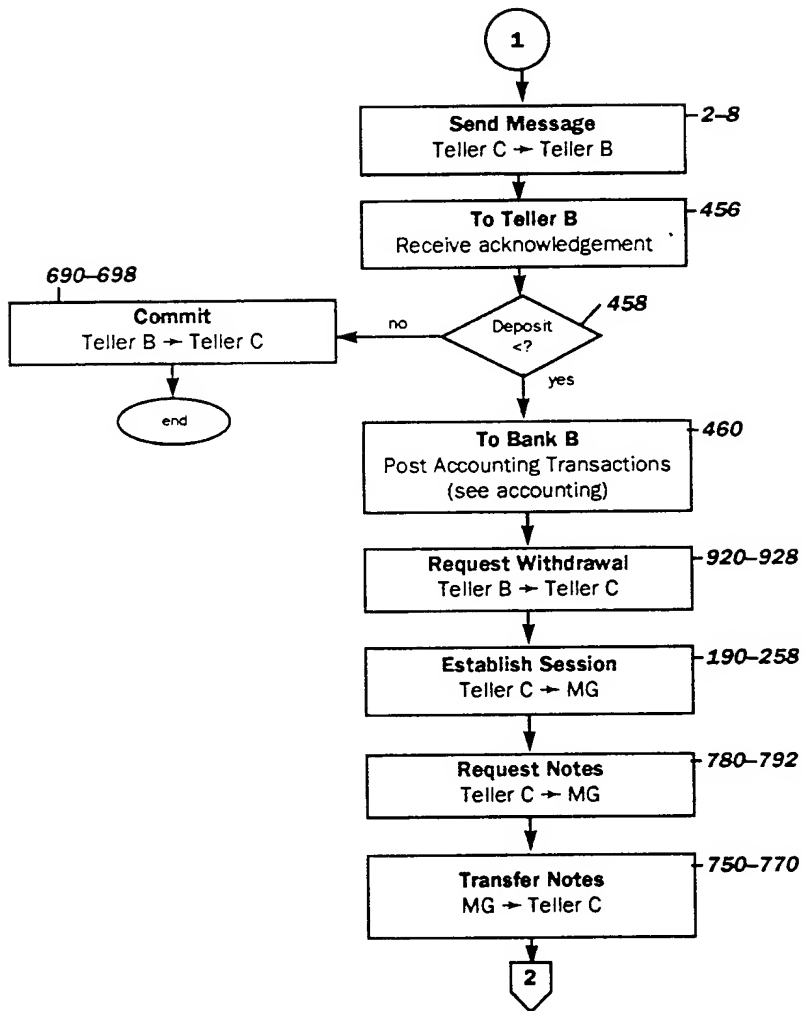 1
Send Message
Teller C → Teller B
2–8
To Teller B
Receive acknowledgement
456
690–698
Commit
Teller B → Teller C
no
Deposit
<?
458
end
yes
To Bank B
Post Accounting Transactions
(see accounting)
460
Request Withdrawal
Teller B → Teller C
920–928
Establish Session
Teller C → MG
190–258
Request Notes
Teller C → MG
780–792
Transfer Notes
MG → Teller C
750–770
2